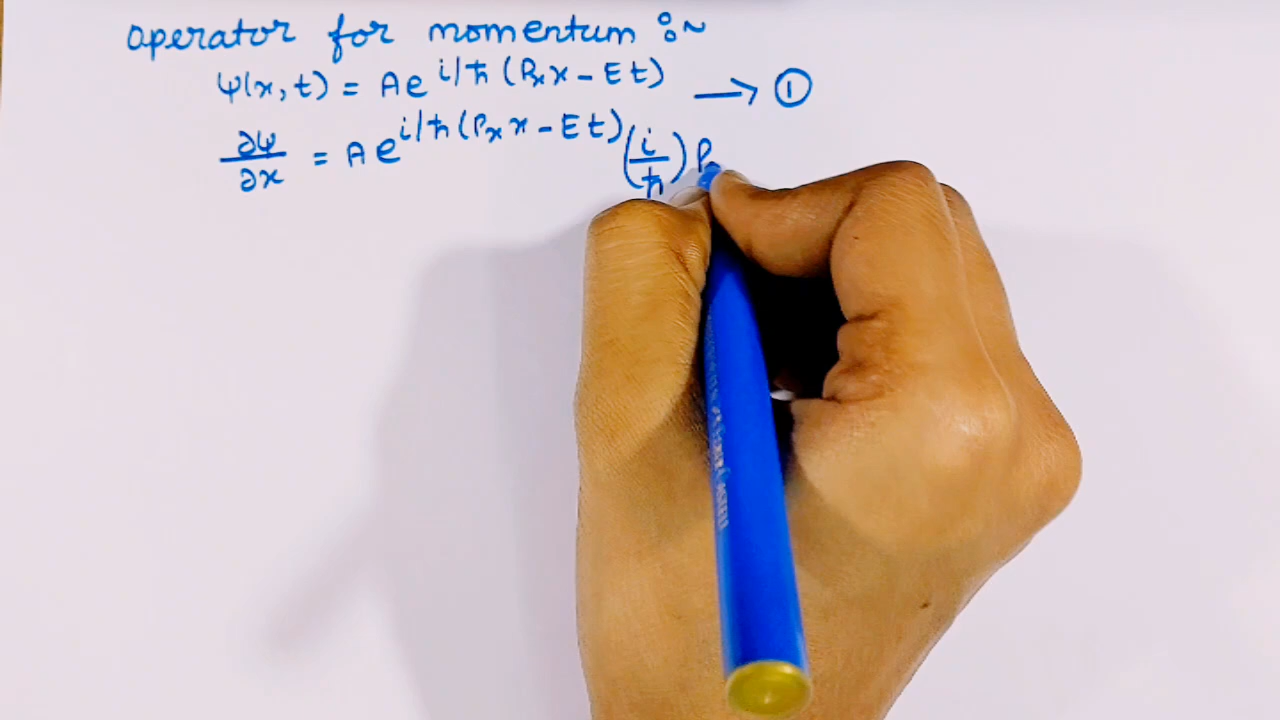 operator for momentum :~
ψ(x, t) = Ae^{i/ħ (Pₓx - Et)} → ①
∂ψ/∂x = Ae^{i/ħ (Pₓx - Et)} (i/ħ) P